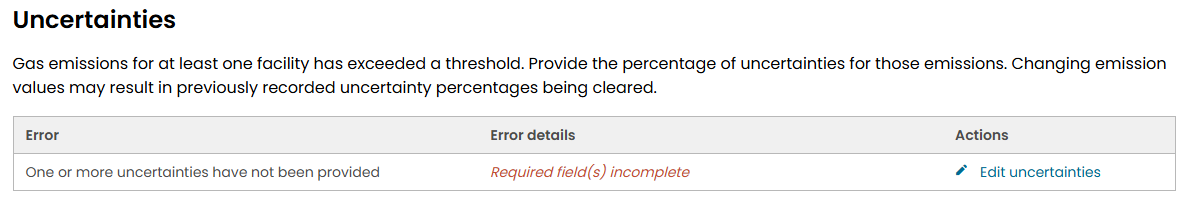 Uncertainties
Gas emissions for at least one facility has exceeded a threshold. Provide the percentage of uncertainties for those emissions. Changing emission
values may result in previously recorded uncertainty percentages being cleared.
Error Error details Actions
One or more uncertainties have not been provided Required field(s) incomplete Edit uncertainties